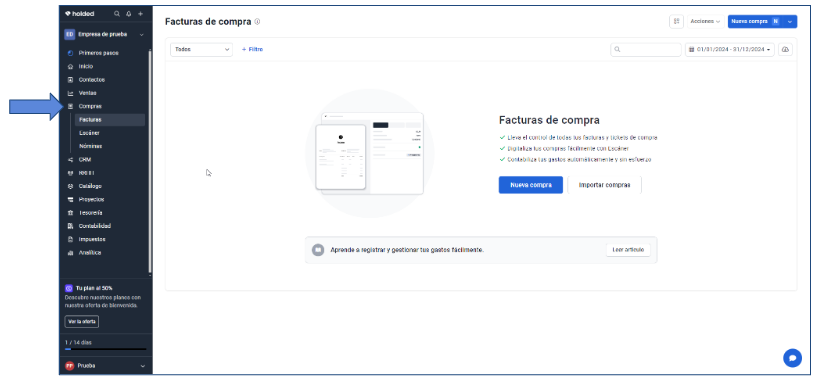 holded
ED Empresa de prueba
Primeros pasos
Inicio
Contactos
Ventas
Compras
Facturas
Escáner
Nóminas
CRM
RRHH
Catálogo
Proyectos
Tesorería
Contabilidad
Impuestos
Analítica
Tu plan al 50%
Descubre nuestros planes con
nuestra oferta de bienvenida.
Ver la oferta
1 / 14 días
Prueba
Facturas de compra
Acciones
Nueva compra N
Todos
+ Filtro
01/01/2024 - 31/12/2024
Facturas de compra
Lleva el control de todas tus facturas y tickets de compra
Digitaliza tus compras fácilmente con Escáner
Contabiliza tus gastos automáticamente y sin esfuerzo
Nueva compra
Importar compras
Aprende a registrar y gestionar tus gastos fácilmente.
Leer artículo